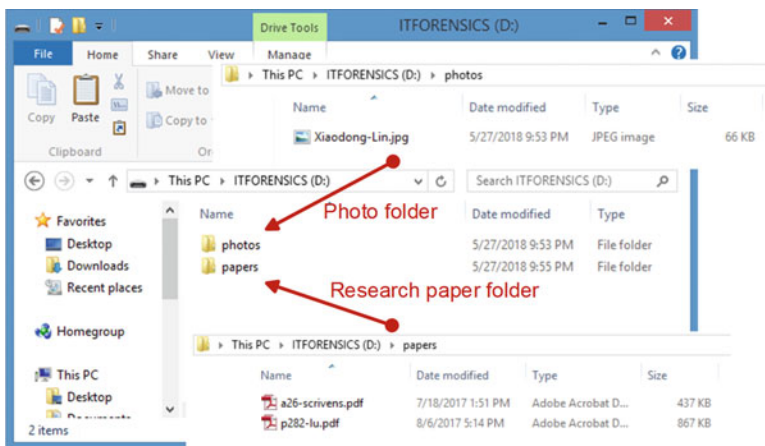 Drive Tools
ITFORENSICS (D:)
File Home Share View Manage
This PC ▸ ITFORENSICS (D:) ▸ photos
Copy Paste
Move to
Copy to
Clipboard
Or
Name Date modified Type Size
Xiaodong-Lin.jpg 5/27/2018 9:53 PM JPEG image 66 KB
This PC ▸ ITFORENSICS (D:)
Search ITFORENSICS (D:)
Photo folder
Favorites
Desktop
Downloads
Recent places
Homegroup
This PC
Desktop
Documents
2 items
Name Date modified Type
photos 5/27/2018 9:53 PM File folder
papers 5/27/2018 9:55 PM File folder
Research paper folder
This PC ▸ ITFORENSICS (D:) ▸ papers
Name Date modified Type Size
a26-scrivens.pdf 7/18/2017 1:51 PM Adobe Acrobat D... 437 KB
p282-lu.pdf 8/6/2017 5:14 PM Adobe Acrobat D... 867 KB